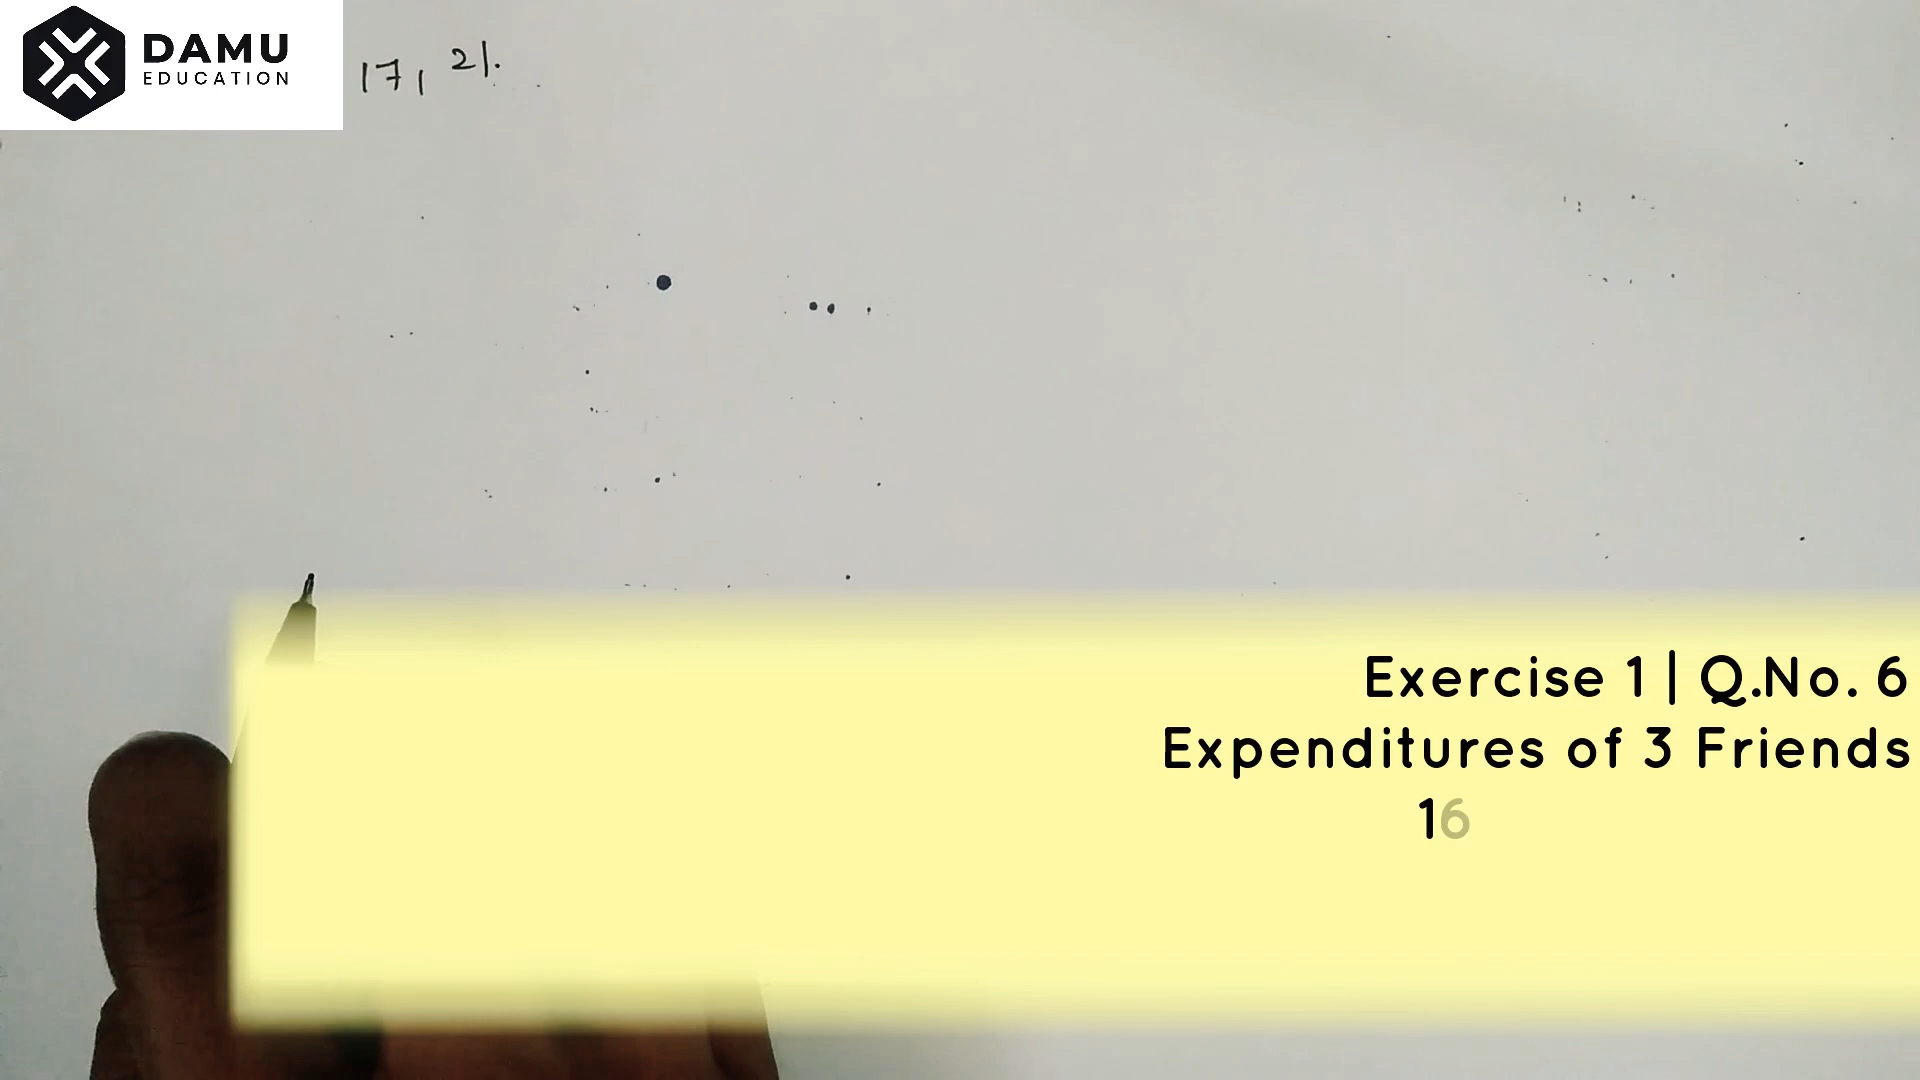 DAMU
EDUCATION
17, 21.
Exercise 1 | Q.No. 6
Expenditures of 3 Friends
16